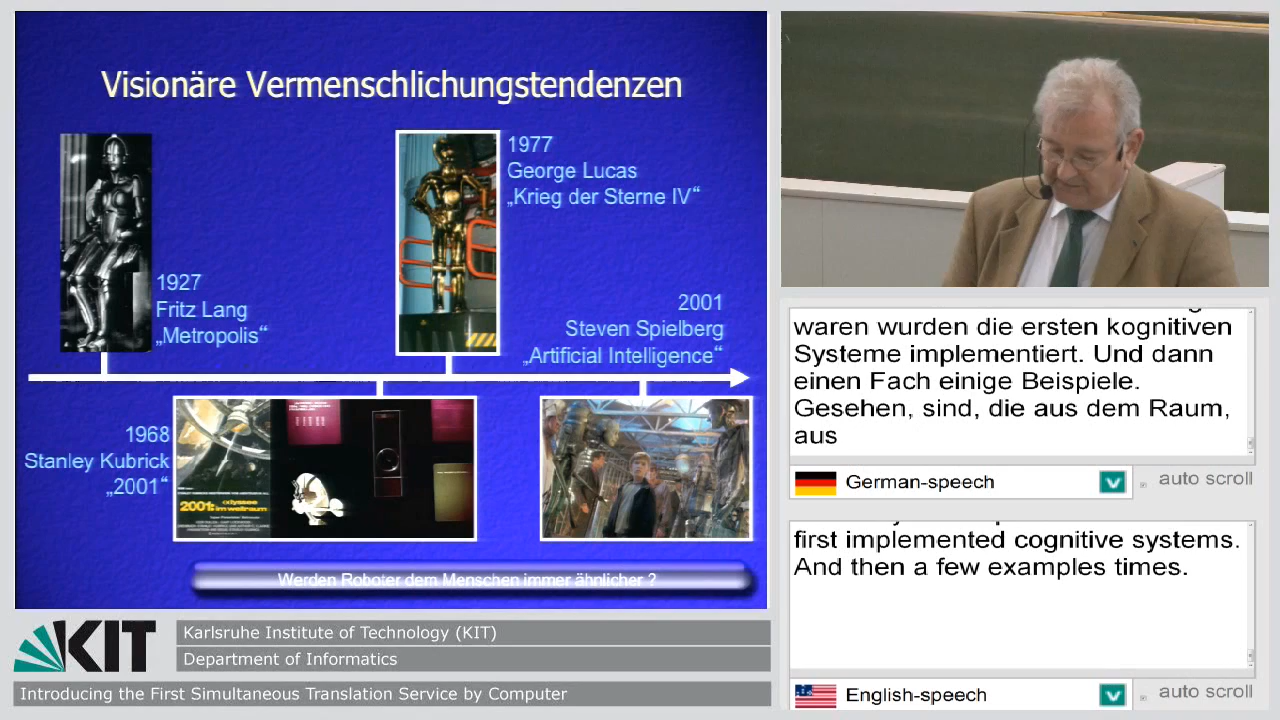 Visionäre Vermenschlichungstendenzen
1927
Fritz Lang
„Metropolis“
1977
George Lucas
„Krieg der Sterne IV“
2001
Steven Spielberg
„Artificial Intelligence“
1968
Stanley Kubrick
„2001“
2001: odyssee
im weltraum
Werden Roboter dem Menschen immer ähnlicher ?
waren wurden die ersten kognitiven
Systeme implementiert. Und dann
einen Fach einige Beispiele.
Gesehen, sind, die aus dem Raum,
aus
German-speech
auto scroll
first implemented cognitive systems.
And then a few examples times.
English-speech
auto scroll
KIT
Karlsruhe Institute of Technology (KIT)
Department of Informatics
Introducing the First Simultaneous Translation Service by Computer